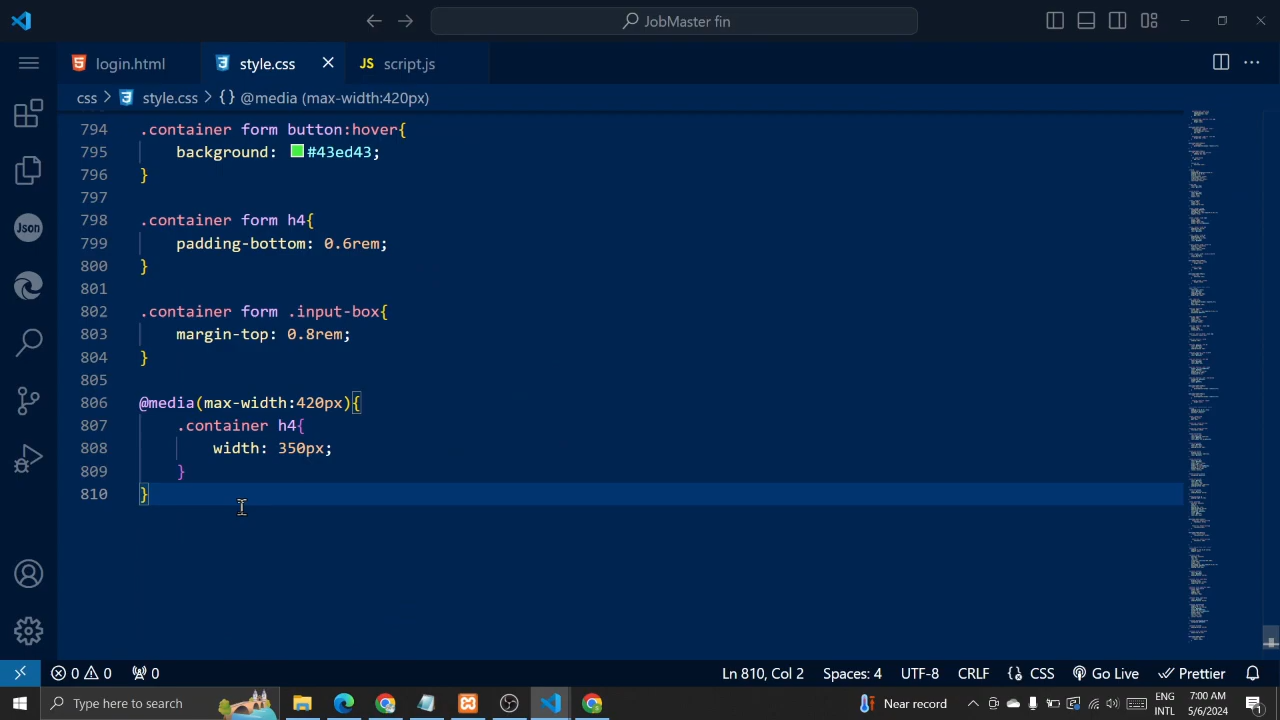 JobMaster fin
login.html
style.css
JS script.js
css > style.css > {} @media (max-width:420px)
794 .container form button:hover{
795 background: #43ed43;
796 }
797
798 .container form h4{
799 padding-bottom: 0.6rem;
800 }
801
802 .container form .input-box{
803 margin-top: 0.8rem;
804 }
805
806 @media(max-width:420px){
807 .container h4{
808 width: 350px;
809 }
810 }
Json
0 0 0
Ln 810, Col 2
Spaces: 4
UTF-8
CRLF
{} CSS
Go Live
Prettier
Type here to search
New record
ENG
INTL
7:00 AM
5/6/2024